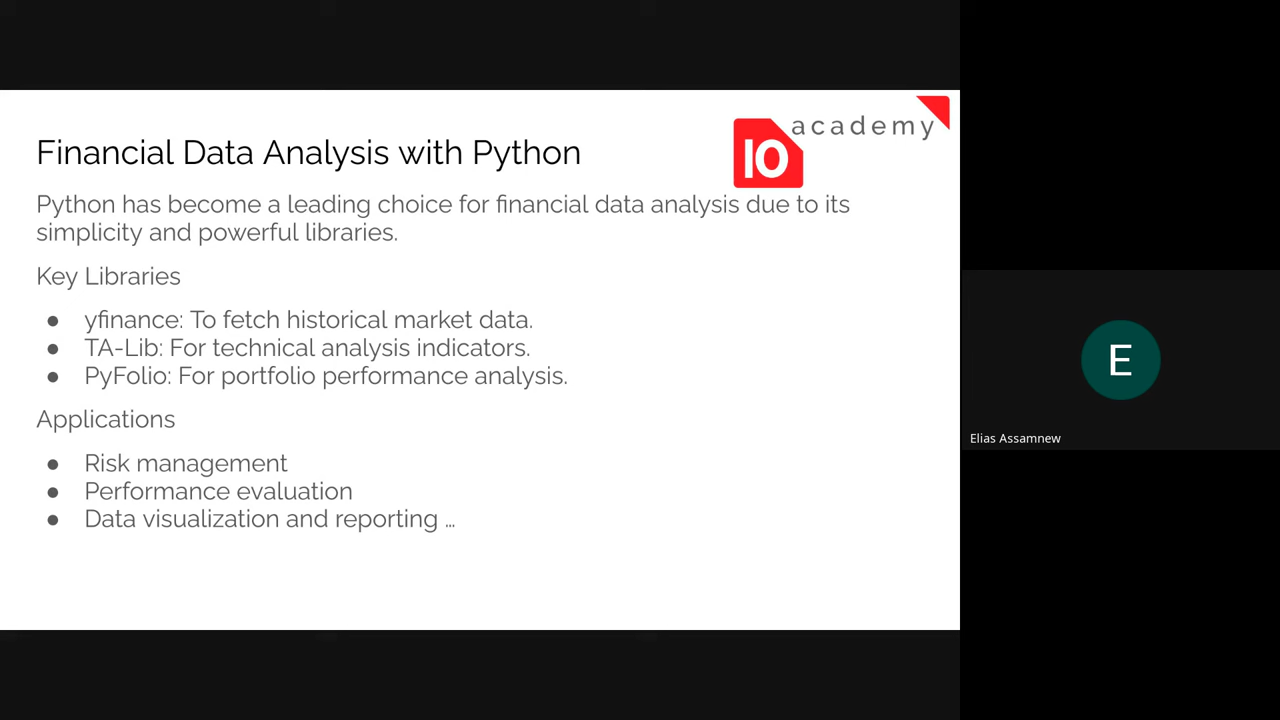 academy
10
Financial Data Analysis with Python
Python has become a leading choice for financial data analysis due to its
simplicity and powerful libraries.
Key Libraries
● yfinance: To fetch historical market data.
● TA-Lib: For technical analysis indicators.
● PyFolio: For portfolio performance analysis.
Applications
● Risk management
● Performance evaluation
● Data visualization and reporting ...
E
Elias Assamnew